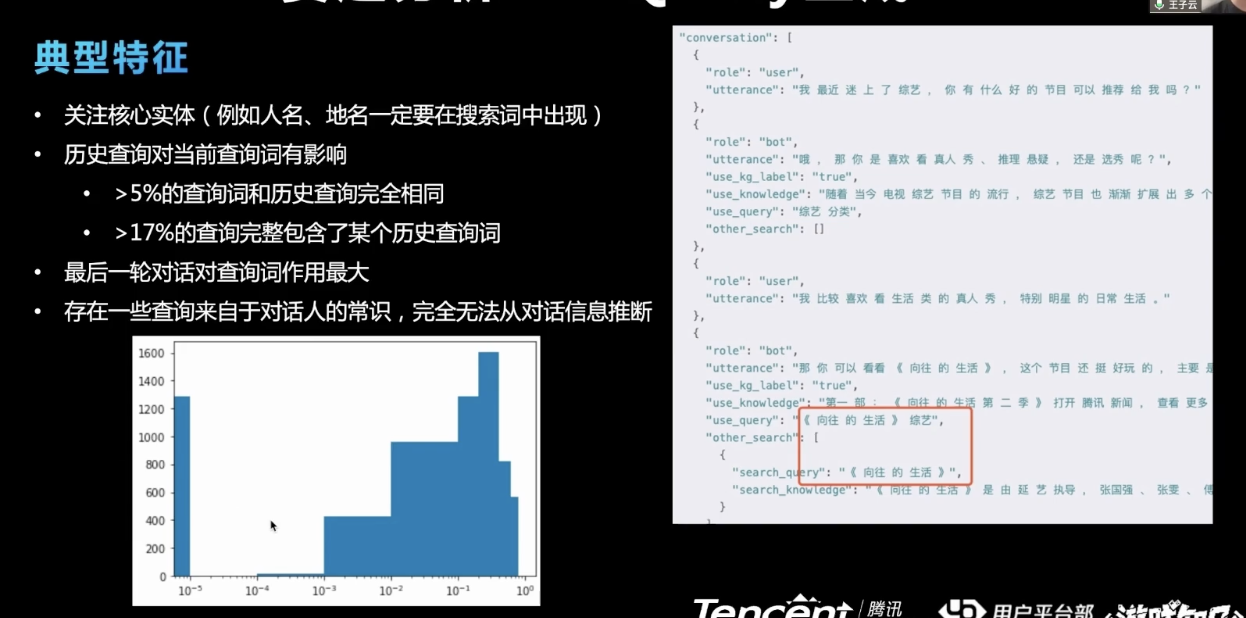 王子云
典型特征
• 关注核心实体（例如人名、地名一定要在搜索词中出现）
• 历史查询对当前查询词有影响
• >5%的查询词和历史查询完全相同
• >17%的查询完整包含了某个历史查询词
• 最后一轮对话对查询词作用最大
• 存在一些查询来自于对话人的常识，完全无法从对话信息推断
1600
1400
1200
1000
800
600
400
200
0
10⁻⁵ 10⁻⁴ 10⁻³ 10⁻² 10⁻¹ 10⁰
"conversation": [
{
"role": "user",
"utterance": "我 最近 迷 上 了 综艺 ， 你 有 什么 好 的 节目 可以 推荐 给 我 吗 ？"
},
{
"role": "bot",
"utterance": "哦 ， 那 你 是 喜欢 看 真人 秀 、 推理 悬疑 ， 还是 选秀 呢 ？",
"use_kg_label": "true",
"use_knowledge": "随着 当今 电视 综艺 节目 的 流行 ， 综艺 节目 也 渐渐 扩展 出 多 个
"use_query": "综艺 分类",
"other_search": []
},
{
"role": "user",
"utterance": "我 比较 喜欢 看 生活 类 的 真人 秀 ， 特别 明星 的 日常 生活 。"
},
{
"role": "bot",
"utterance": "那 你 可以 看看 《 向往 的 生活 》 ， 这个 节目 还 挺 好玩 的 ， 主要 是
"use_kg_label": "true",
"use_knowledge": "第一 部 ： 《 向往 的 生活 第 二 季 》 打开 腾讯 新闻 ， 查看 更多
"use_query": "《 向往 的 生活 》 综艺",
"other_search": [
{
"search_query": "《 向往 的 生活 》",
"search_knowledge": "《 向往 的 生活 》 是 由 延 艺 执导 ， 张国强 、 张雯 、 傅
}
Tencent 腾讯
用户平台部